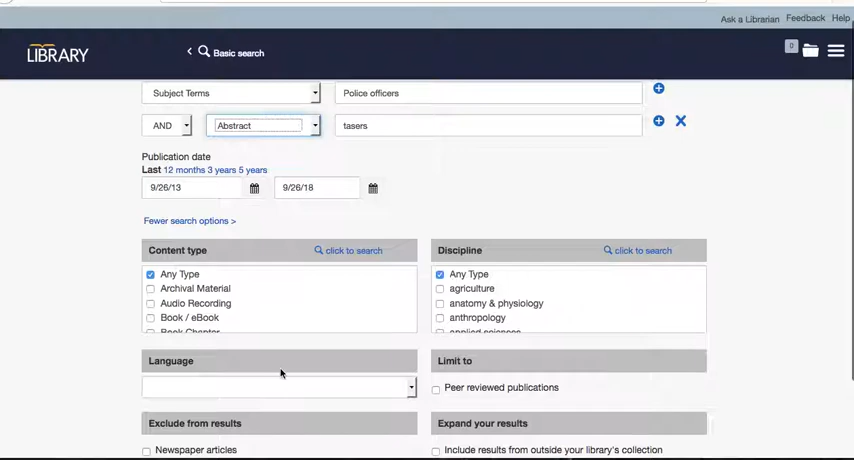 Ask a Librarian Feedback Help
LIBRARY
< Basic search
0
Subject Terms Police officers
AND Abstract tasers
Publication date
Last 12 months 3 years 5 years
9/26/13 9/26/18
Fewer search options >
Content type click to search
Discipline click to search
Any Type
Archival Material
Audio Recording
Book / eBook
Book Chapter
Any Type
agriculture
anatomy & physiology
anthropology
applied sciences
Language
Limit to
Peer reviewed publications
Exclude from results
Expand your results
Newspaper articles
Include results from outside your library's collection